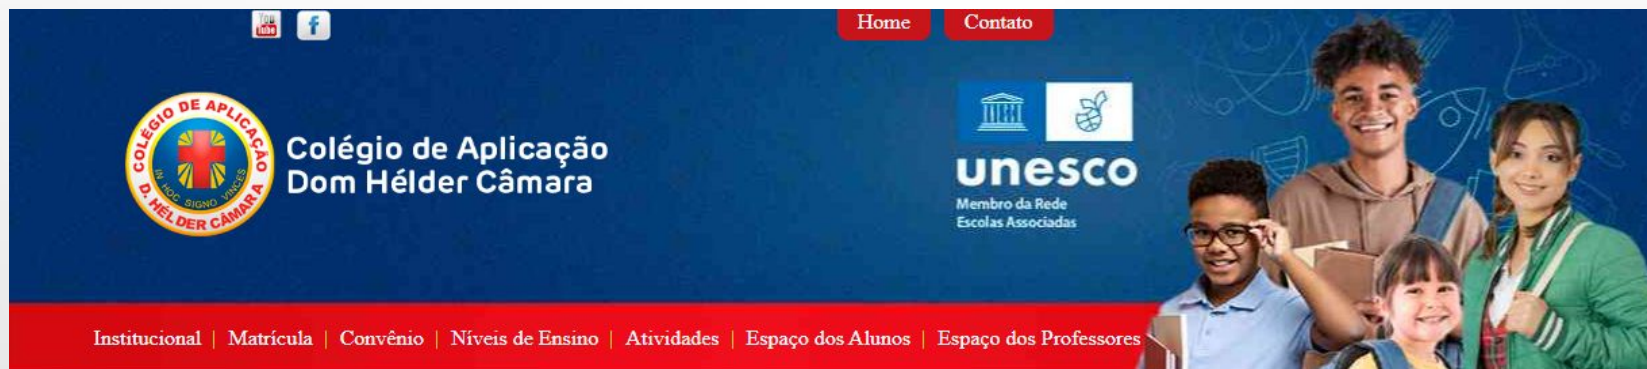 You
Tube
f
Home
Contato
COLÉGIO DE APLICAÇÃO
D. HÉLDER CÂMARA
IN HOC SIGNO VINCES
Colégio de Aplicação
Dom Hélder Câmara
unesco
Membro da Rede
Escolas Associadas
Institucional | Matrícula | Convênio | Níveis de Ensino | Atividades | Espaço dos Alunos | Espaço dos Professores